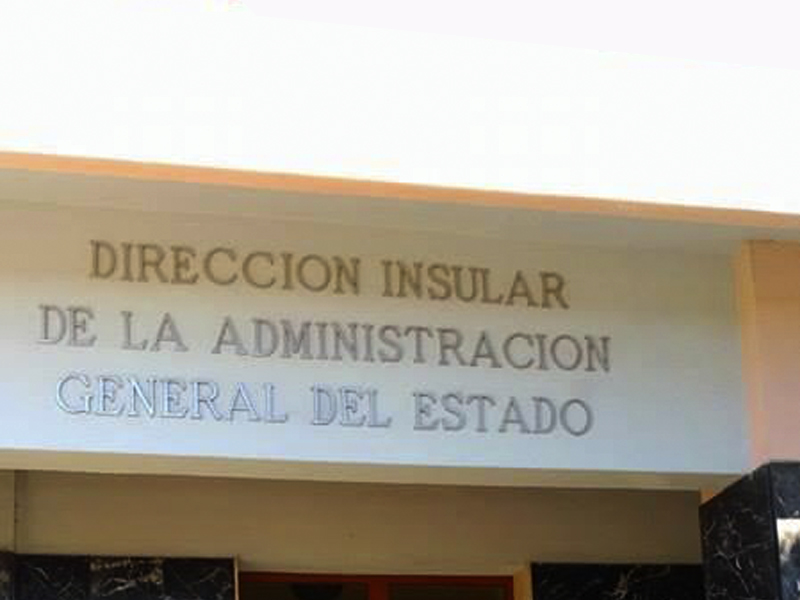 DIRECCION INSULAR
DE LA ADMINISTRACION
GENERAL DEL ESTADO